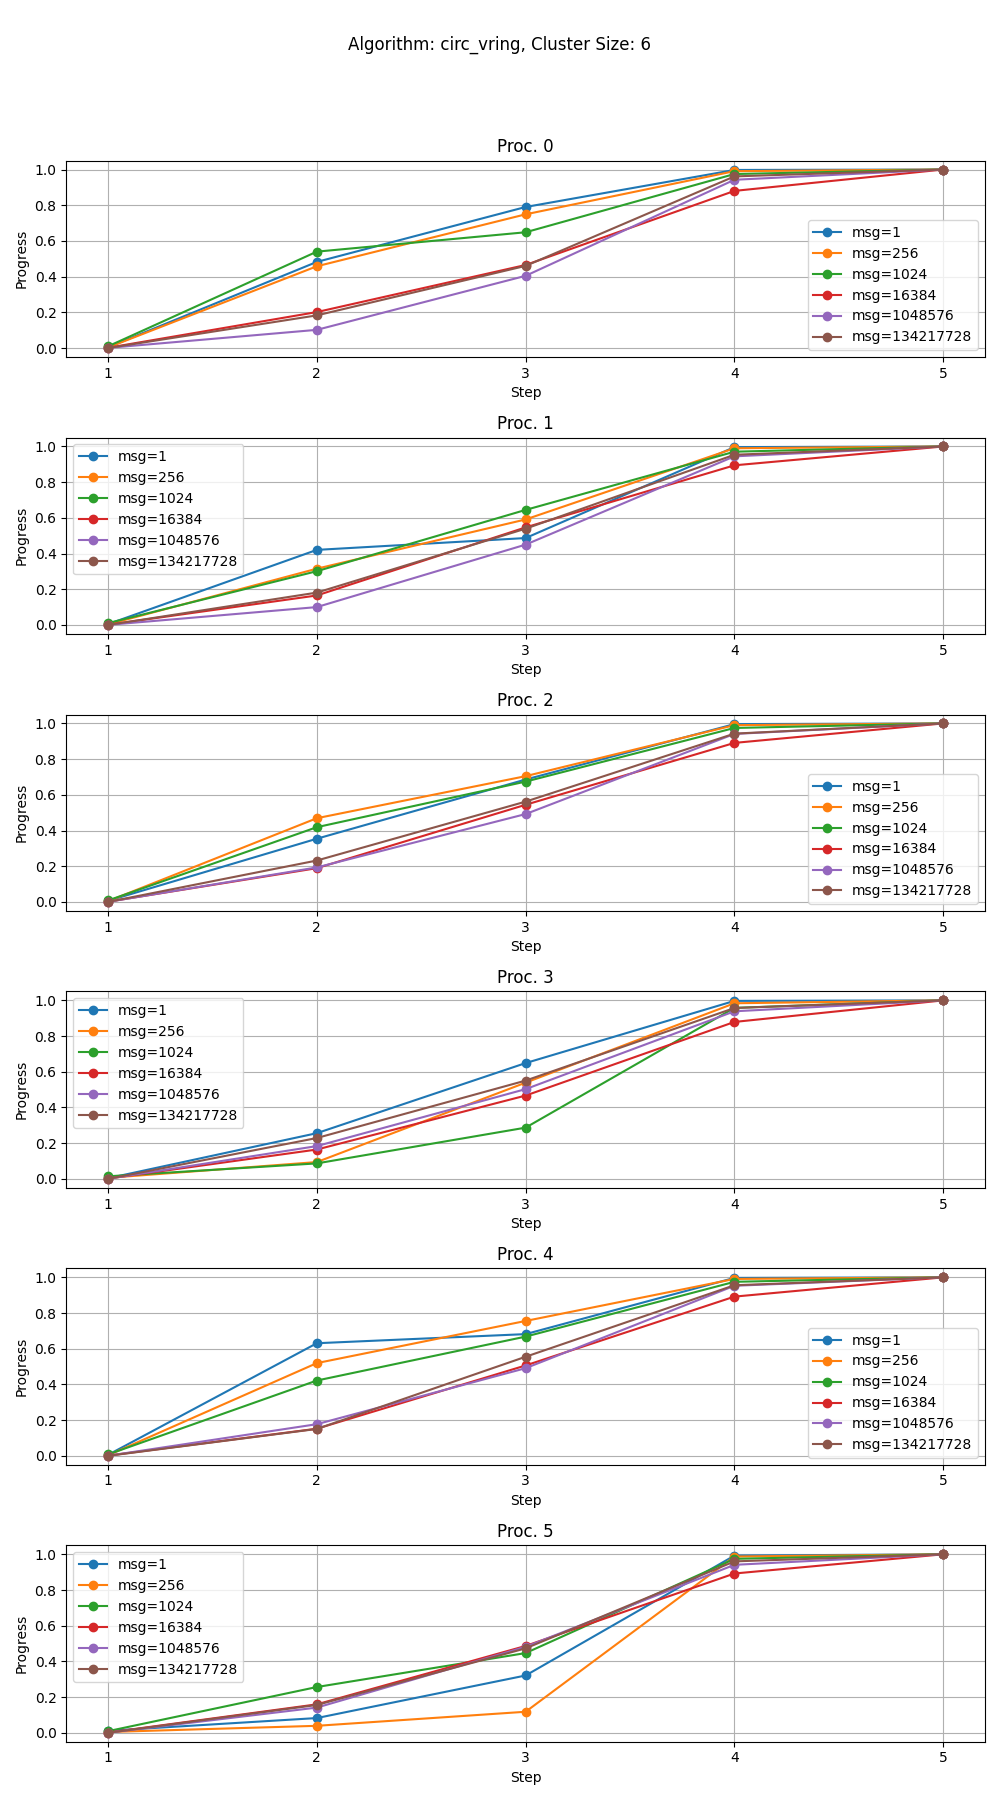 Algorithm: circ_vring, Cluster Size: 6
Proc. 0
1.0
0.8
0.6
0.4
0.2
0.0
Progress
msg=1
msg=256
msg=1024
msg=16384
msg=1048576
msg=134217728
1 2 3 4 5
Step
Proc. 1
1.0
0.8
0.6
0.4
0.2
0.0
Progress
msg=1
msg=256
msg=1024
msg=16384
msg=1048576
msg=134217728
1 2 3 4 5
Step
Proc. 2
1.0
0.8
0.6
0.4
0.2
0.0
Progress
msg=1
msg=256
msg=1024
msg=16384
msg=1048576
msg=134217728
1 2 3 4 5
Step
Proc. 3
1.0
0.8
0.6
0.4
0.2
0.0
Progress
msg=1
msg=256
msg=1024
msg=16384
msg=1048576
msg=134217728
1 2 3 4 5
Step
Proc. 4
1.0
0.8
0.6
0.4
0.2
0.0
Progress
msg=1
msg=256
msg=1024
msg=16384
msg=1048576
msg=134217728
1 2 3 4 5
Step
Proc. 5
1.0
0.8
0.6
0.4
0.2
0.0
Progress
msg=1
msg=256
msg=1024
msg=16384
msg=1048576
msg=134217728
1 2 3 4 5
Step